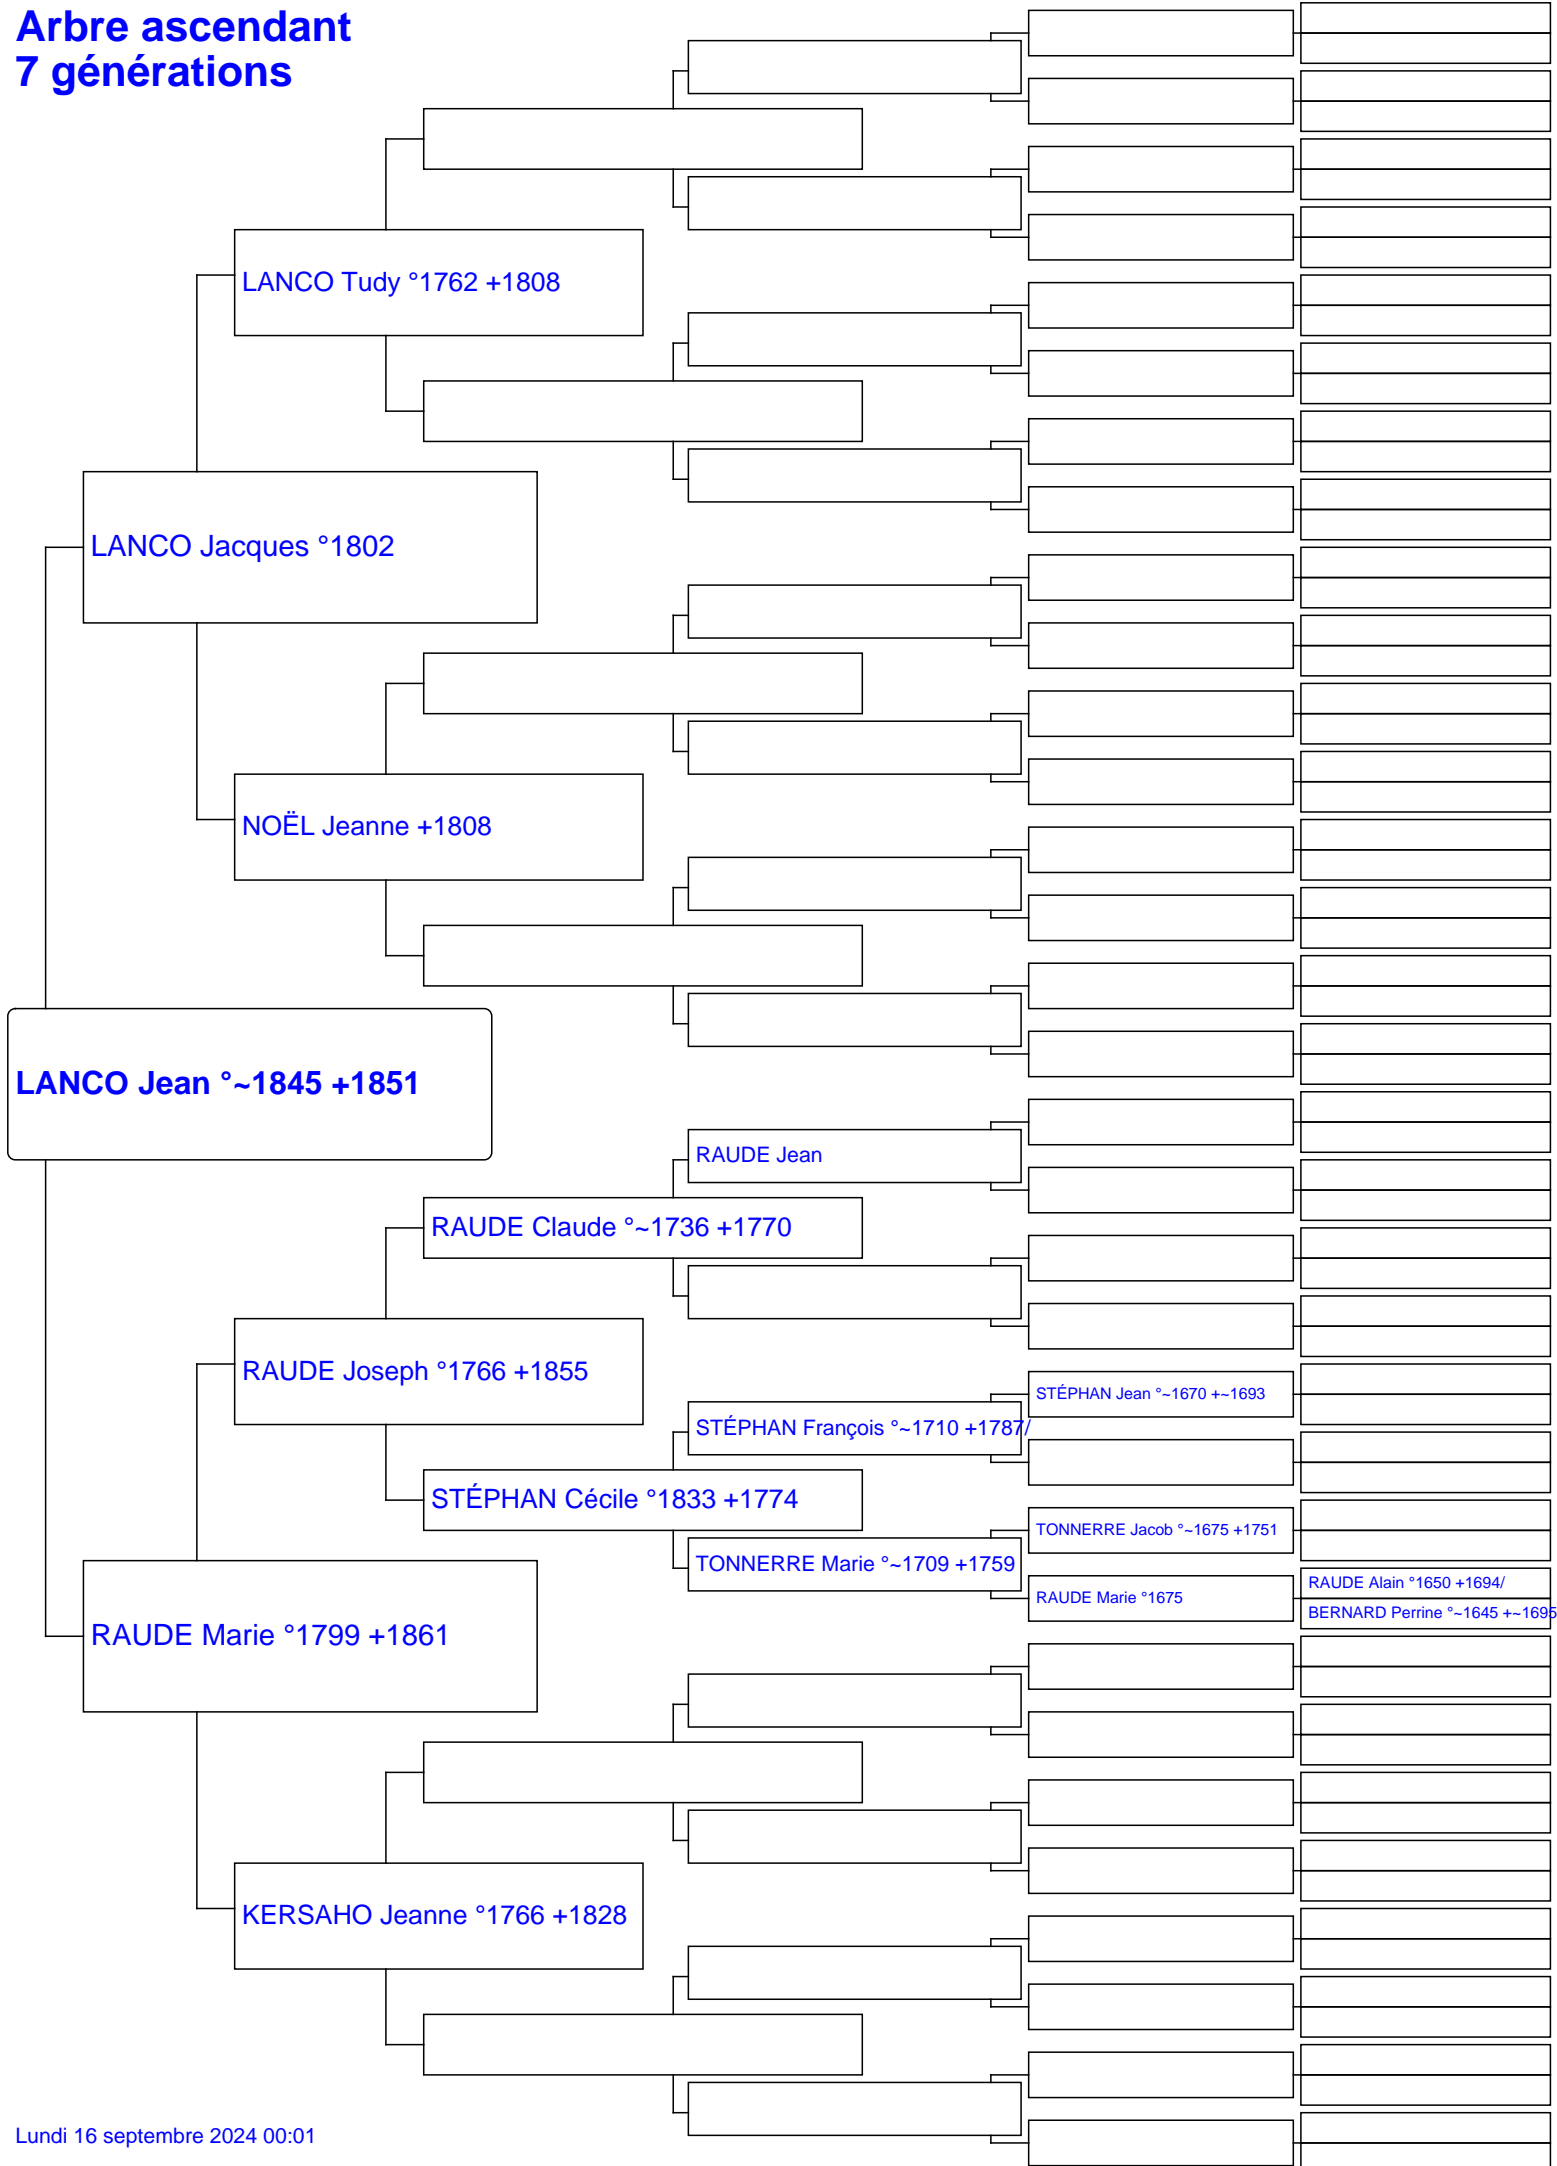 Arbre ascendant
7 générations
LANCO Tudy °1762 +1808
LANCO Jacques °1802
NOËL Jeanne +1808
LANCO Jean °~1845 +1851
RAUDE Jean
RAUDE Claude °~1736 +1770
RAUDE Joseph °1766 +1855
STÉPHAN Jean °~1670 +~1693
STÉPHAN François °~1710 +1787/
STÉPHAN Cécile °1833 +1774
TONNERRE Jacob °~1675 +1751
TONNERRE Marie °~1709 +1759
RAUDE Alain °1650 +1694/
RAUDE Marie °1675
BERNARD Perrine °~1645 +~1695
RAUDE Marie °1799 +1861
KERSAHO Jeanne °1766 +1828
Lundi 16 septembre 2024 00:01